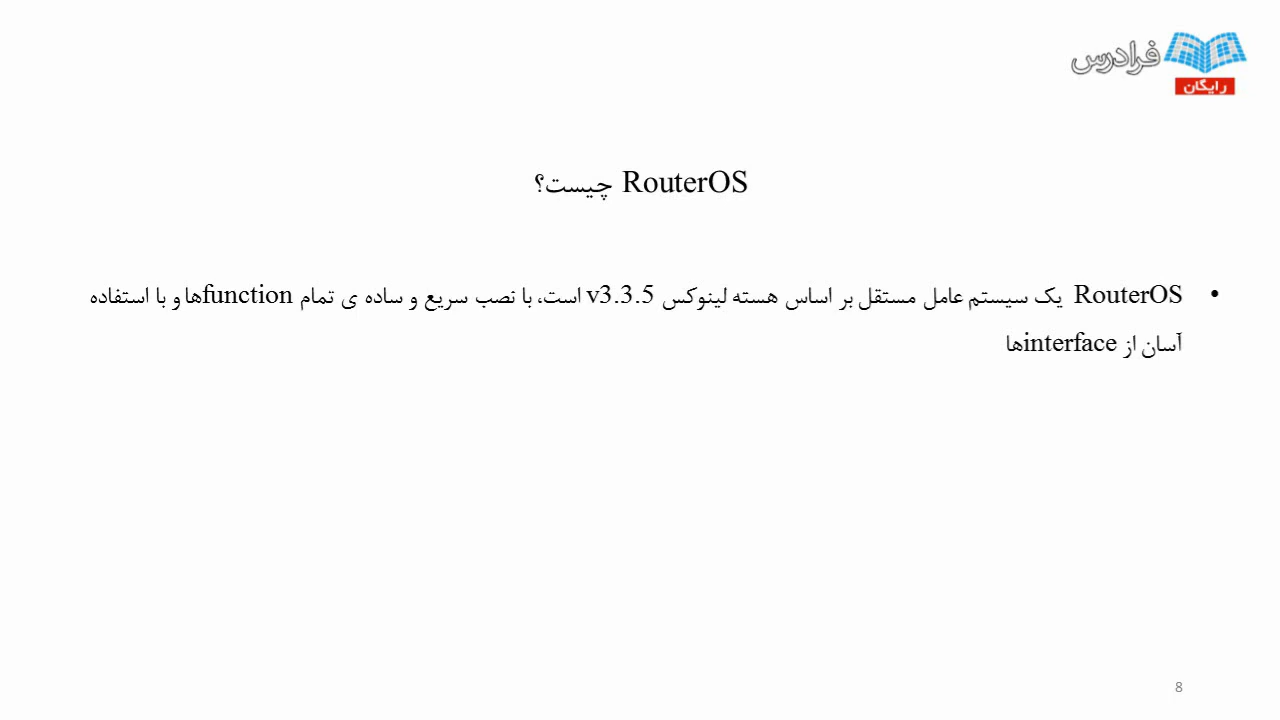 فرادرس
رایگان
RouterOS چیست؟
• RouterOS یک سیستم عامل مستقل بر اساس هسته لینوکس v3.3.5 است، با نصب سریع و ساده ی تمام functionها و با استفاده
آسان از interfaceها
8